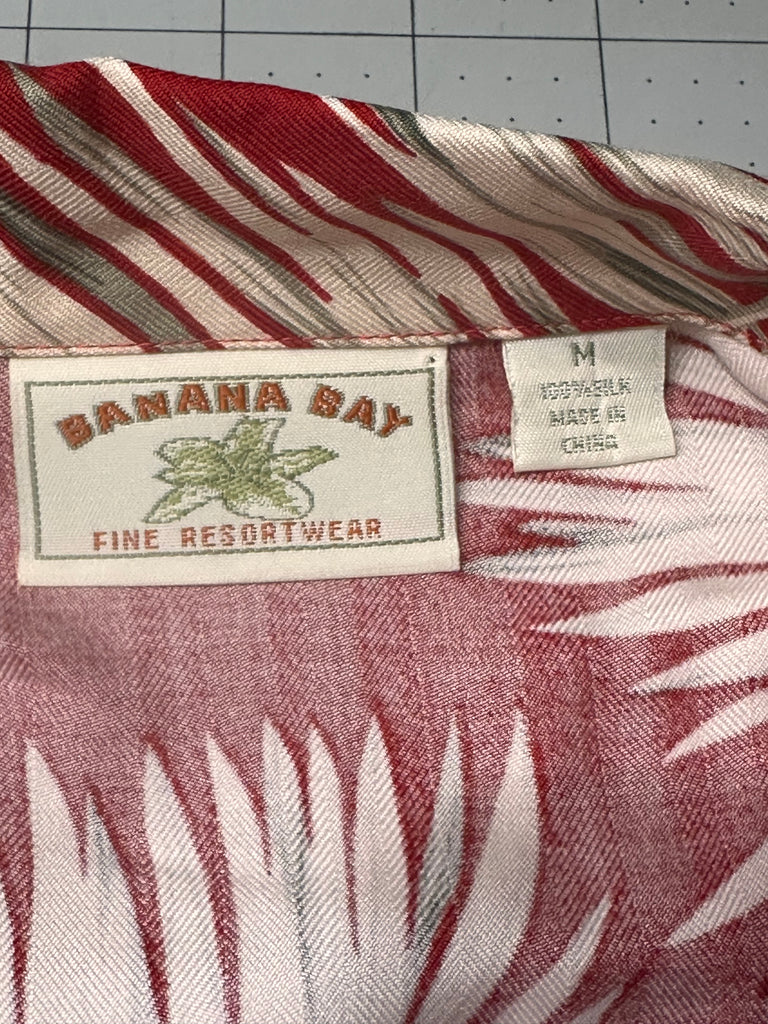 BANANA BAY
FINE RESORTWEAR
M
100% SILK
MADE IN
CHINA